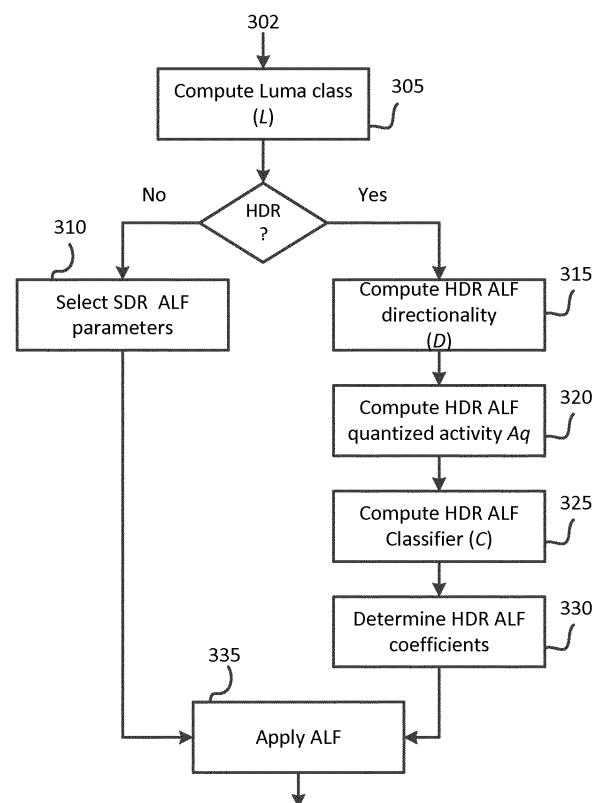 302
Compute Luma class
(L)
305
No
HDR
?
Yes
310
Select SDR ALF
parameters
315
Compute HDR ALF
directionality
(D)
320
Compute HDR ALF
quantized activity Aq
325
Compute HDR ALF
Classifier (C)
330
Determine HDR ALF
coefficients
335
Apply ALF